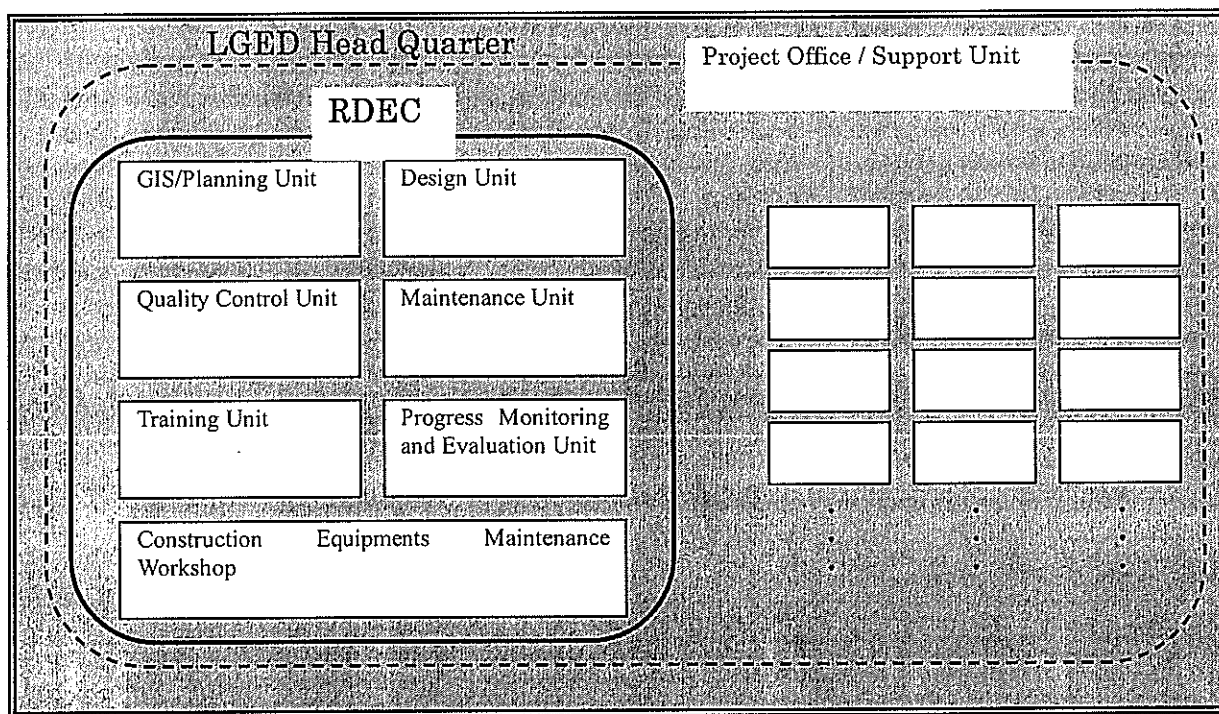 LGED Head Quarter
Project Office / Support Unit
RDEC
GIS/Planning Unit
Design Unit
Quality Control Unit
Maintenance Unit
Training Unit
Progress Monitoring
and Evaluation Unit
Construction Equipments Maintenance
Workshop